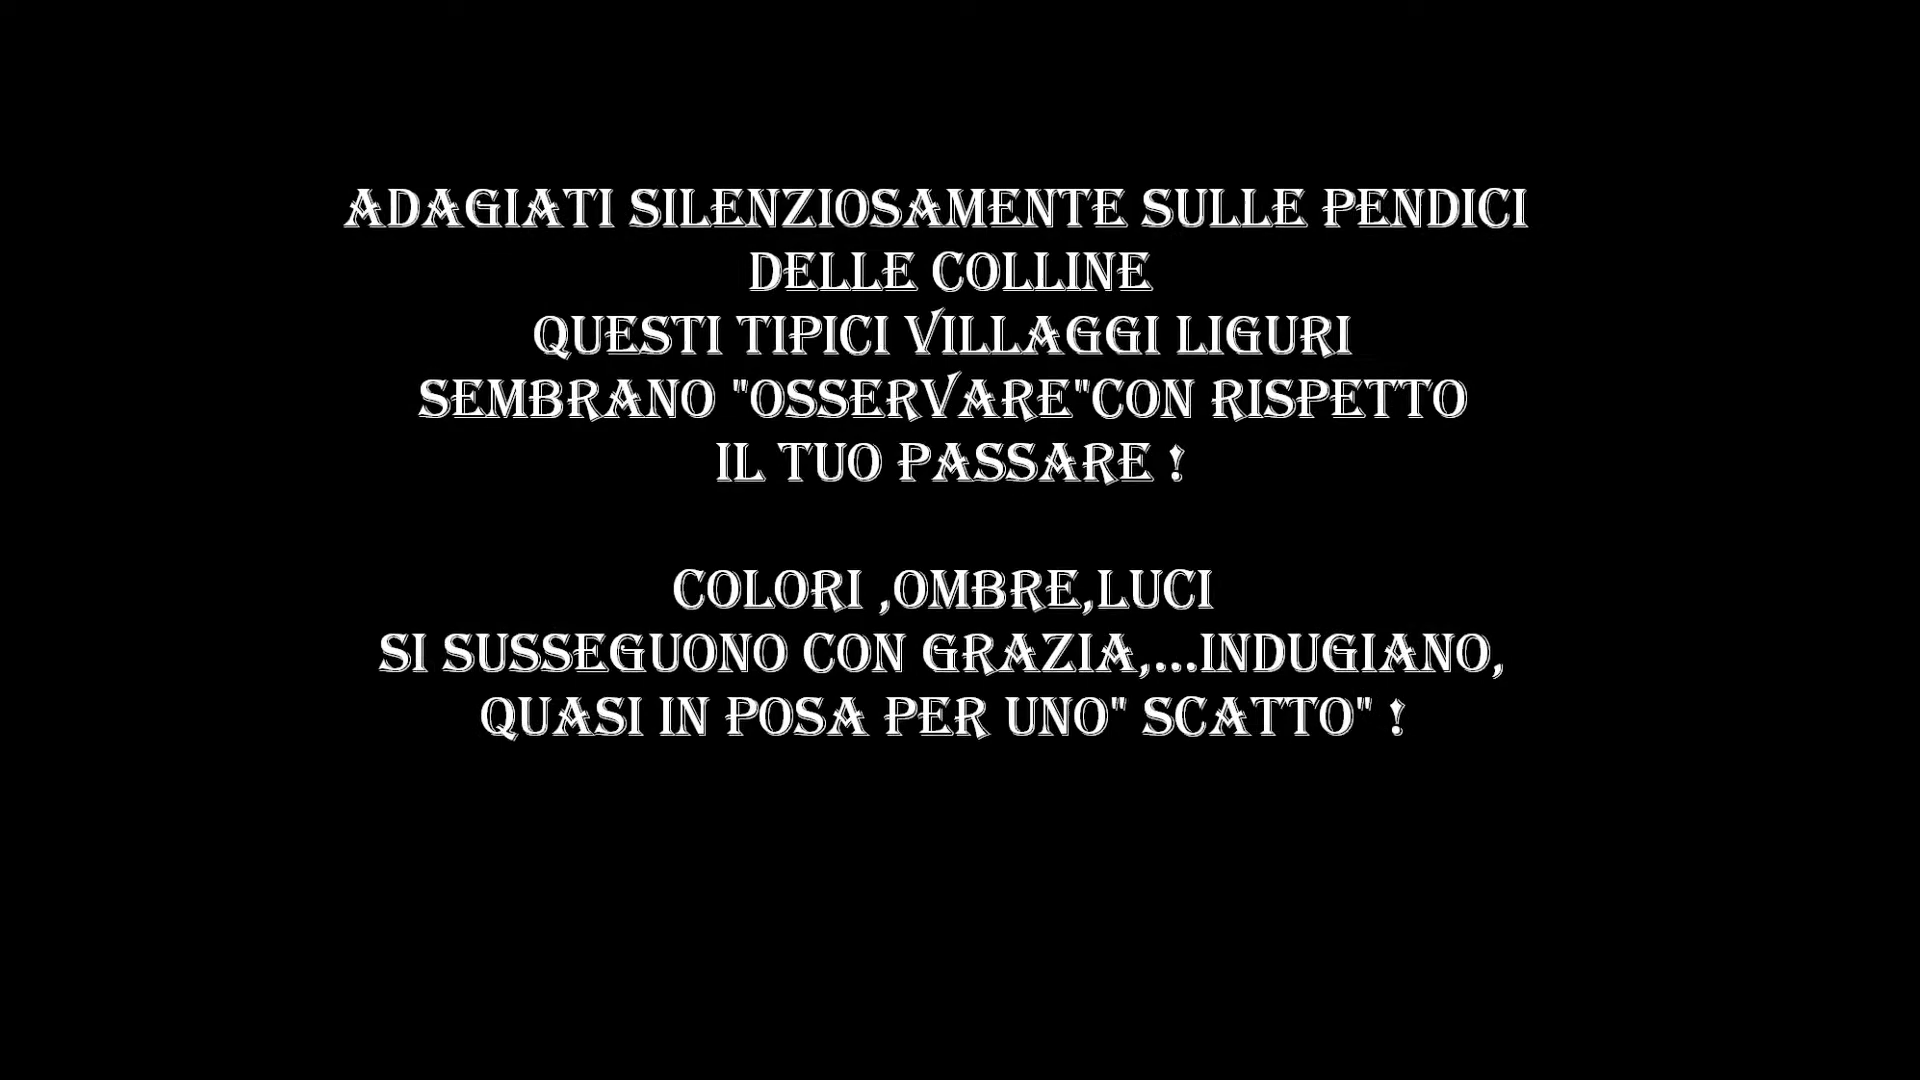 ADAGIATI SILENZIOSAMENTE SULLE PENDICI
DELLE COLLINE
QUESTI TIPICI VILLAGGI LIGURI
SEMBRANO "OSSERVARE"CON RISPETTO
IL TUO PASSARE !
COLORI ,OMBRE,LUCI
SI SUSSEGUONO CON GRAZIA,...INDUGIANO,
QUASI IN POSA PER UNO" SCATTO" !